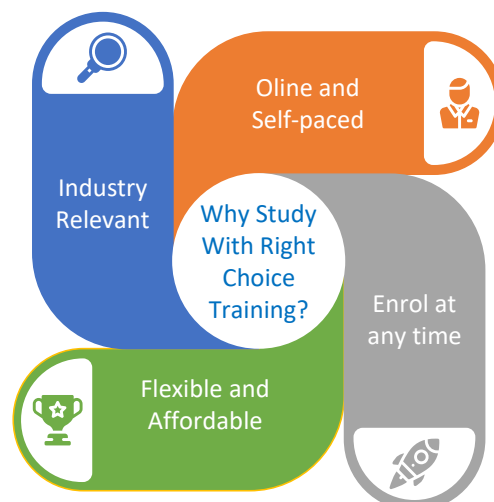 Oline and
Self-paced
Industry
Relevant
Why Study
With Right
Choice
Training?
Enrol at
any time
Flexible and
Affordable